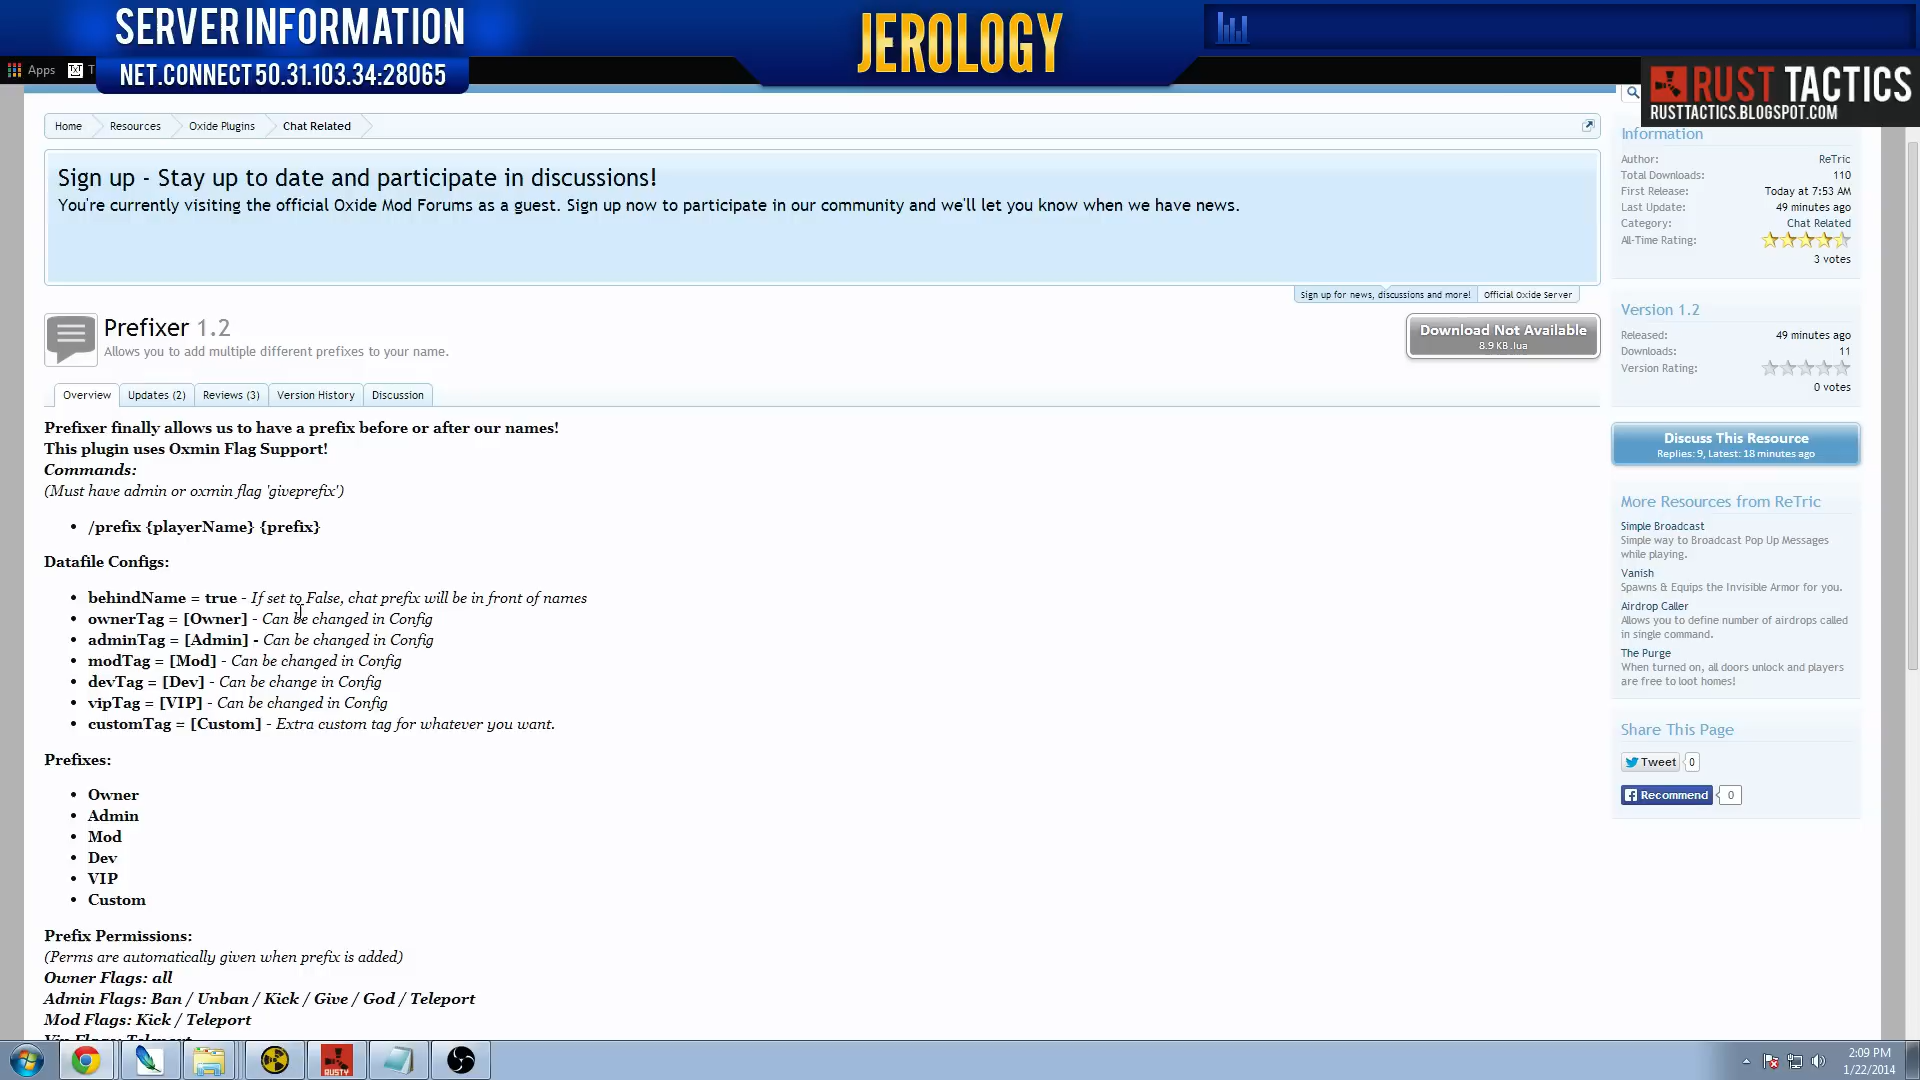 SERVER INFORMATION
NET.CONNECT 50.31.103.34:28065
JEROLOGY
RUST TACTICS
RUSTTACTICS.BLOGSPOT.COM
Apps
TXT
T
Home
Resources
Oxide Plugins
Chat Related
Sign up - Stay up to date and participate in discussions!
You're currently visiting the official Oxide Mod Forums as a guest. Sign up now to participate in our community and we'll let you know when we have news.
Sign up for news, discussions and more!
Official Oxide Server
Prefixer 1.2
Allows you to add multiple different prefixes to your name.
Download Not Available
8.9 KB .lua
Overview
Updates (2)
Reviews (3)
Version History
Discussion
Prefixer finally allows us to have a prefix before or after our names!
This plugin uses Oxmin Flag Support!
Commands:
(Must have admin or oxmin flag 'giveprefix')
• /prefix {playerName} {prefix}
Datafile Configs:
• behindName = true - If set to False, chat prefix will be in front of names
• ownerTag = [Owner] - Can be changed in Config
• adminTag = [Admin] - Can be changed in Config
• modTag = [Mod] - Can be changed in Config
• devTag = [Dev] - Can be change in Config
• vipTag = [VIP] - Can be changed in Config
• customTag = [Custom] - Extra custom tag for whatever you want.
Prefixes:
• Owner
• Admin
• Mod
• Dev
• VIP
• Custom
Prefix Permissions:
(Perms are automatically given when prefix is added)
Owner Flags: all
Admin Flags: Ban / Unban / Kick / Give / God / Teleport
Mod Flags: Kick / Teleport
Vip Flags: Teleport
Information
Author: ReTric
Total Downloads: 110
First Release: Today at 7:53 AM
Last Update: 49 minutes ago
Category: Chat Related
All-Time Rating:
3 votes
Version 1.2
Released: 49 minutes ago
Downloads: 11
Version Rating:
0 votes
Discuss This Resource
Replies: 9, Latest: 18 minutes ago
More Resources from ReTric
Simple Broadcast
Simple way to Broadcast Pop Up Messages
while playing.
Vanish
Spawns & Equips the Invisible Armor for you.
Airdrop Caller
Allows you to define number of airdrops called
in single command.
The Purge
When turned on, all doors unlock and players
are free to loot homes!
Share This Page
Tweet 0
Recommend 0
RUSTY
2:09 PM
1/22/2014